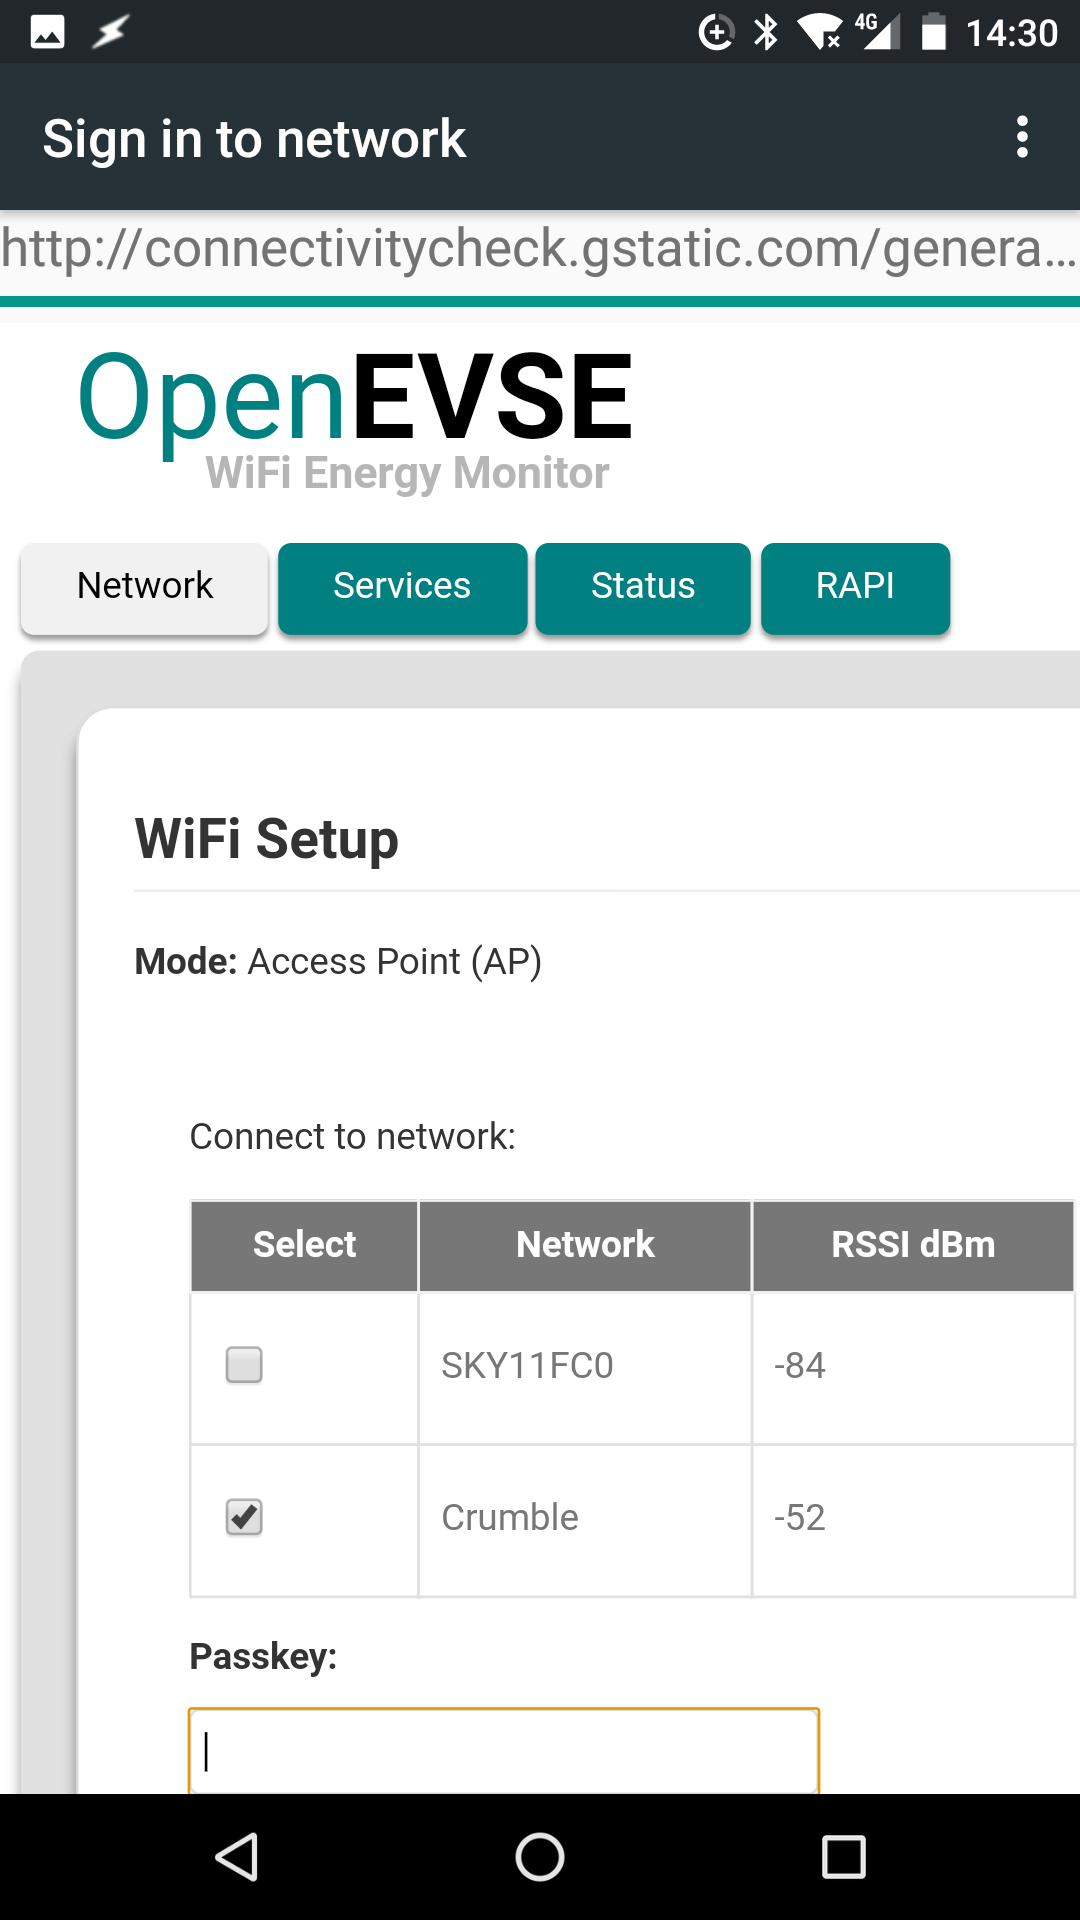 4G 14:30
Sign in to network
http://connectivitycheck.gstatic.com/genera...
OpenEVSE
WiFi Energy Monitor
Network Services Status RAPI
WiFi Setup
Mode: Access Point (AP)
Connect to network:
Select Network RSSI dBm
SKY11FC0 -84
Crumble -52
Passkey: